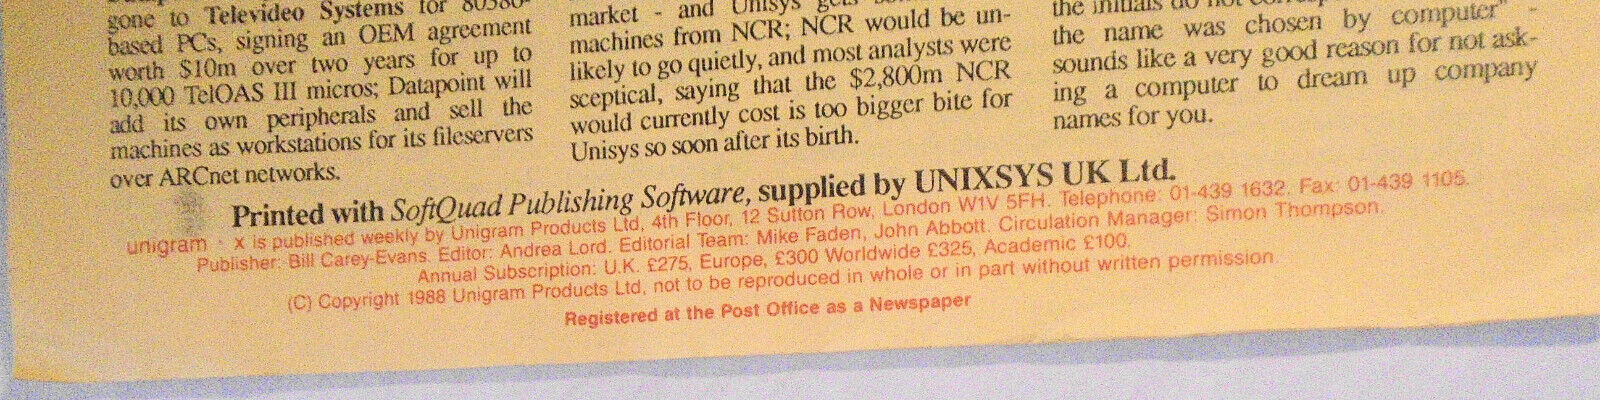 gone to Televideo Systems for 80386-
based PCs, signing an OEM agreement
worth $10m over two years for up to
10,000 TelOAS III micros; Datapoint will
add its own peripherals and sell the
machines as workstations for its fileservers
over ARCnet networks.
market - and Unisys gets
machines from NCR; NCR would be un-
likely to go quietly, and most analysts were
sceptical, saying that the $2,800m NCR
would currently cost is too bigger bite for
Unisys so soon after its birth.
the initials do not
the name was chosen by computer" -
sounds like a very good reason for not ask-
ing a computer to dream up company
names for you.
Printed with SoftQuad Publishing Software, supplied by UNIXSYS UK Ltd.
unigram · x is published weekly by Unigram Products Ltd, 4th Floor, 12 Sutton Row, London W1V 5FH. Telephone: 01-439 1632. Fax: 01-439 1105.
Publisher: Bill Carey-Evans. Editor: Andrea Lord. Editorial Team: Mike Faden, John Abbott. Circulation Manager: Simon Thompson.
Annual Subscription: U.K. £275, Europe, £300 Worldwide £325, Academic £100.
(C) Copyright 1988 Unigram Products Ltd, not to be reproduced in whole or in part without written permission.
Registered at the Post Office as a Newspaper